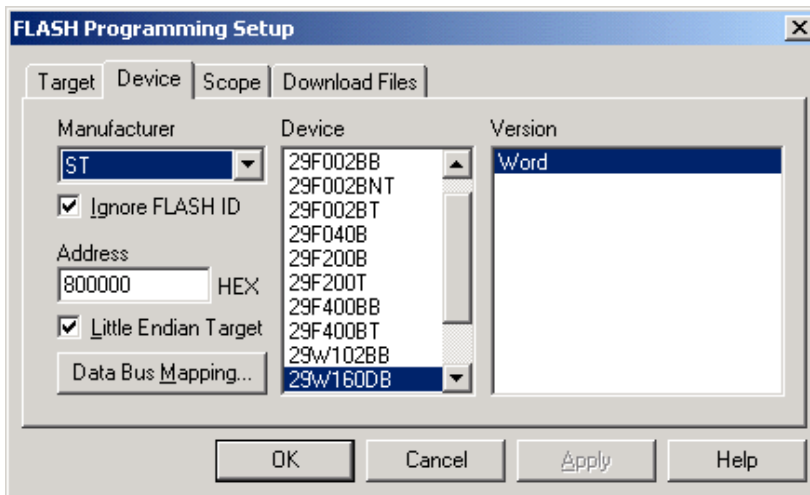 FLASH Programming Setup
Target Device Scope Download Files
Manufacturer
ST
Ignore FLASH ID
Address
800000 HEX
Little Endian Target
Data Bus Mapping...
Device
29F002BB
29F002BNT
29F002BT
29F040B
29F200B
29F200T
29F400BB
29F400BT
29W102BB
29W160DB
Version
Word
OK Cancel Apply Help